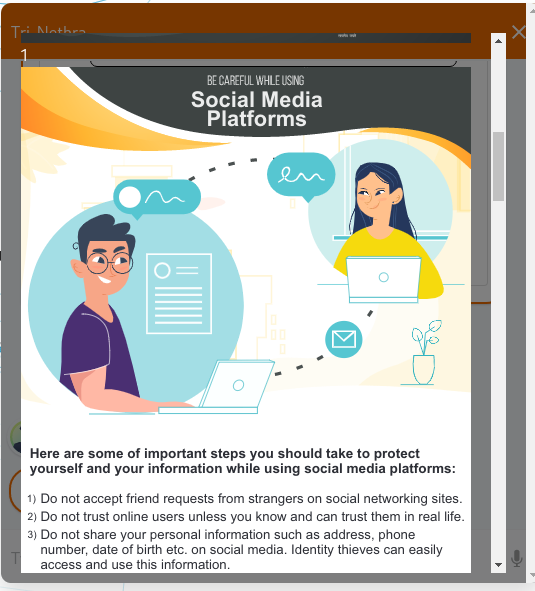 Tri-Nethra
1
BE CAREFUL WHILE USING
Social Media
Platforms
Here are some of important steps you should take to protect
yourself and your information while using social media platforms:
1) Do not accept friend requests from strangers on social networking sites.
2) Do not trust online users unless you know and can trust them in real life.
3) Do not share your personal information such as address, phone
number, date of birth etc. on social media. Identity thieves can easily
access and use this information.
T